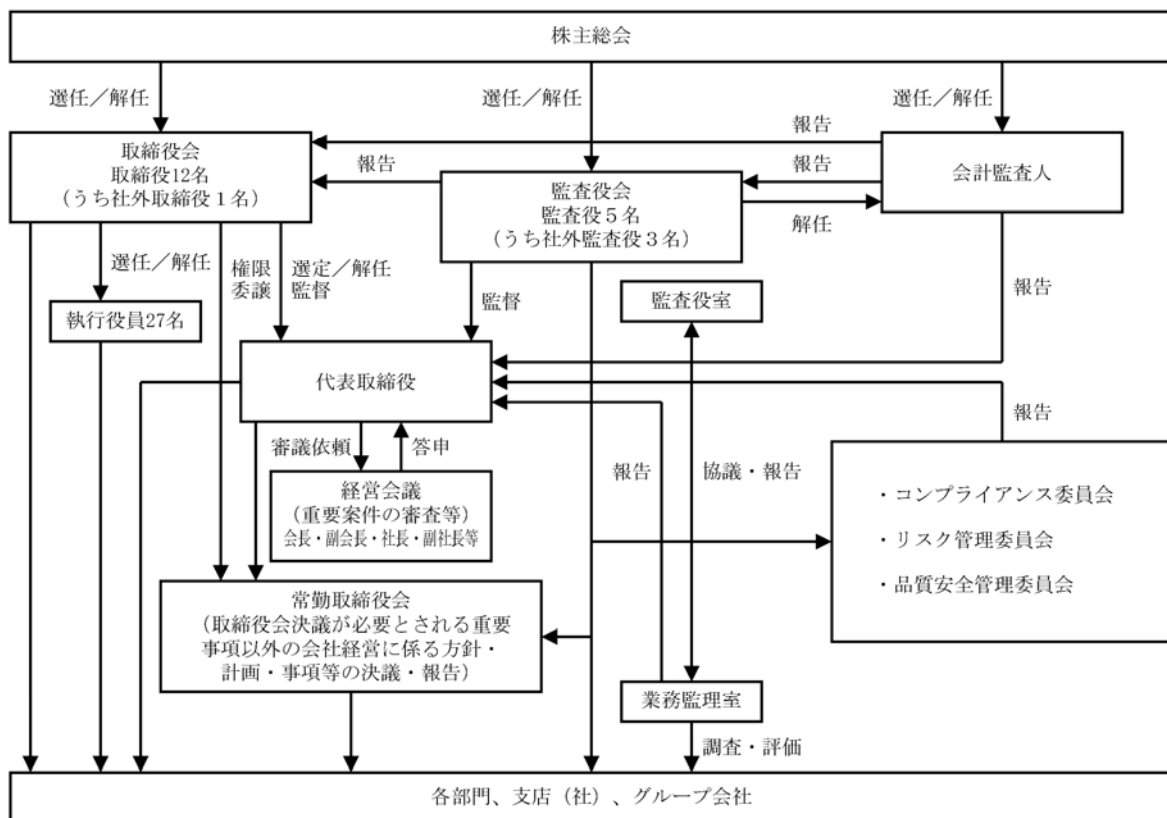 株主総会
選任／解任
選任／解任
選任／解任
取締役会
取締役12名
（うち社外取締役１名）
報告
報告
報告
監査役会
監査役５名
（うち社外監査役３名）
会計監査人
解任
選任／解任
権限
委譲
選定／解任
監督
監督
監査役室
報告
執行役員27名
代表取締役
審議依頼
答申
報告
報告
協議・報告
経営会議
（重要案件の審査等）
会長・副会長・社長・副社長等
・コンプライアンス委員会
・リスク管理委員会
・品質安全管理委員会
常勤取締役会
（取締役会決議が必要とされる重要
事項以外の会社経営に係る方針・
計画・事項等の決議・報告）
業務監理室
調査・評価
各部門、支店（社）、グループ会社